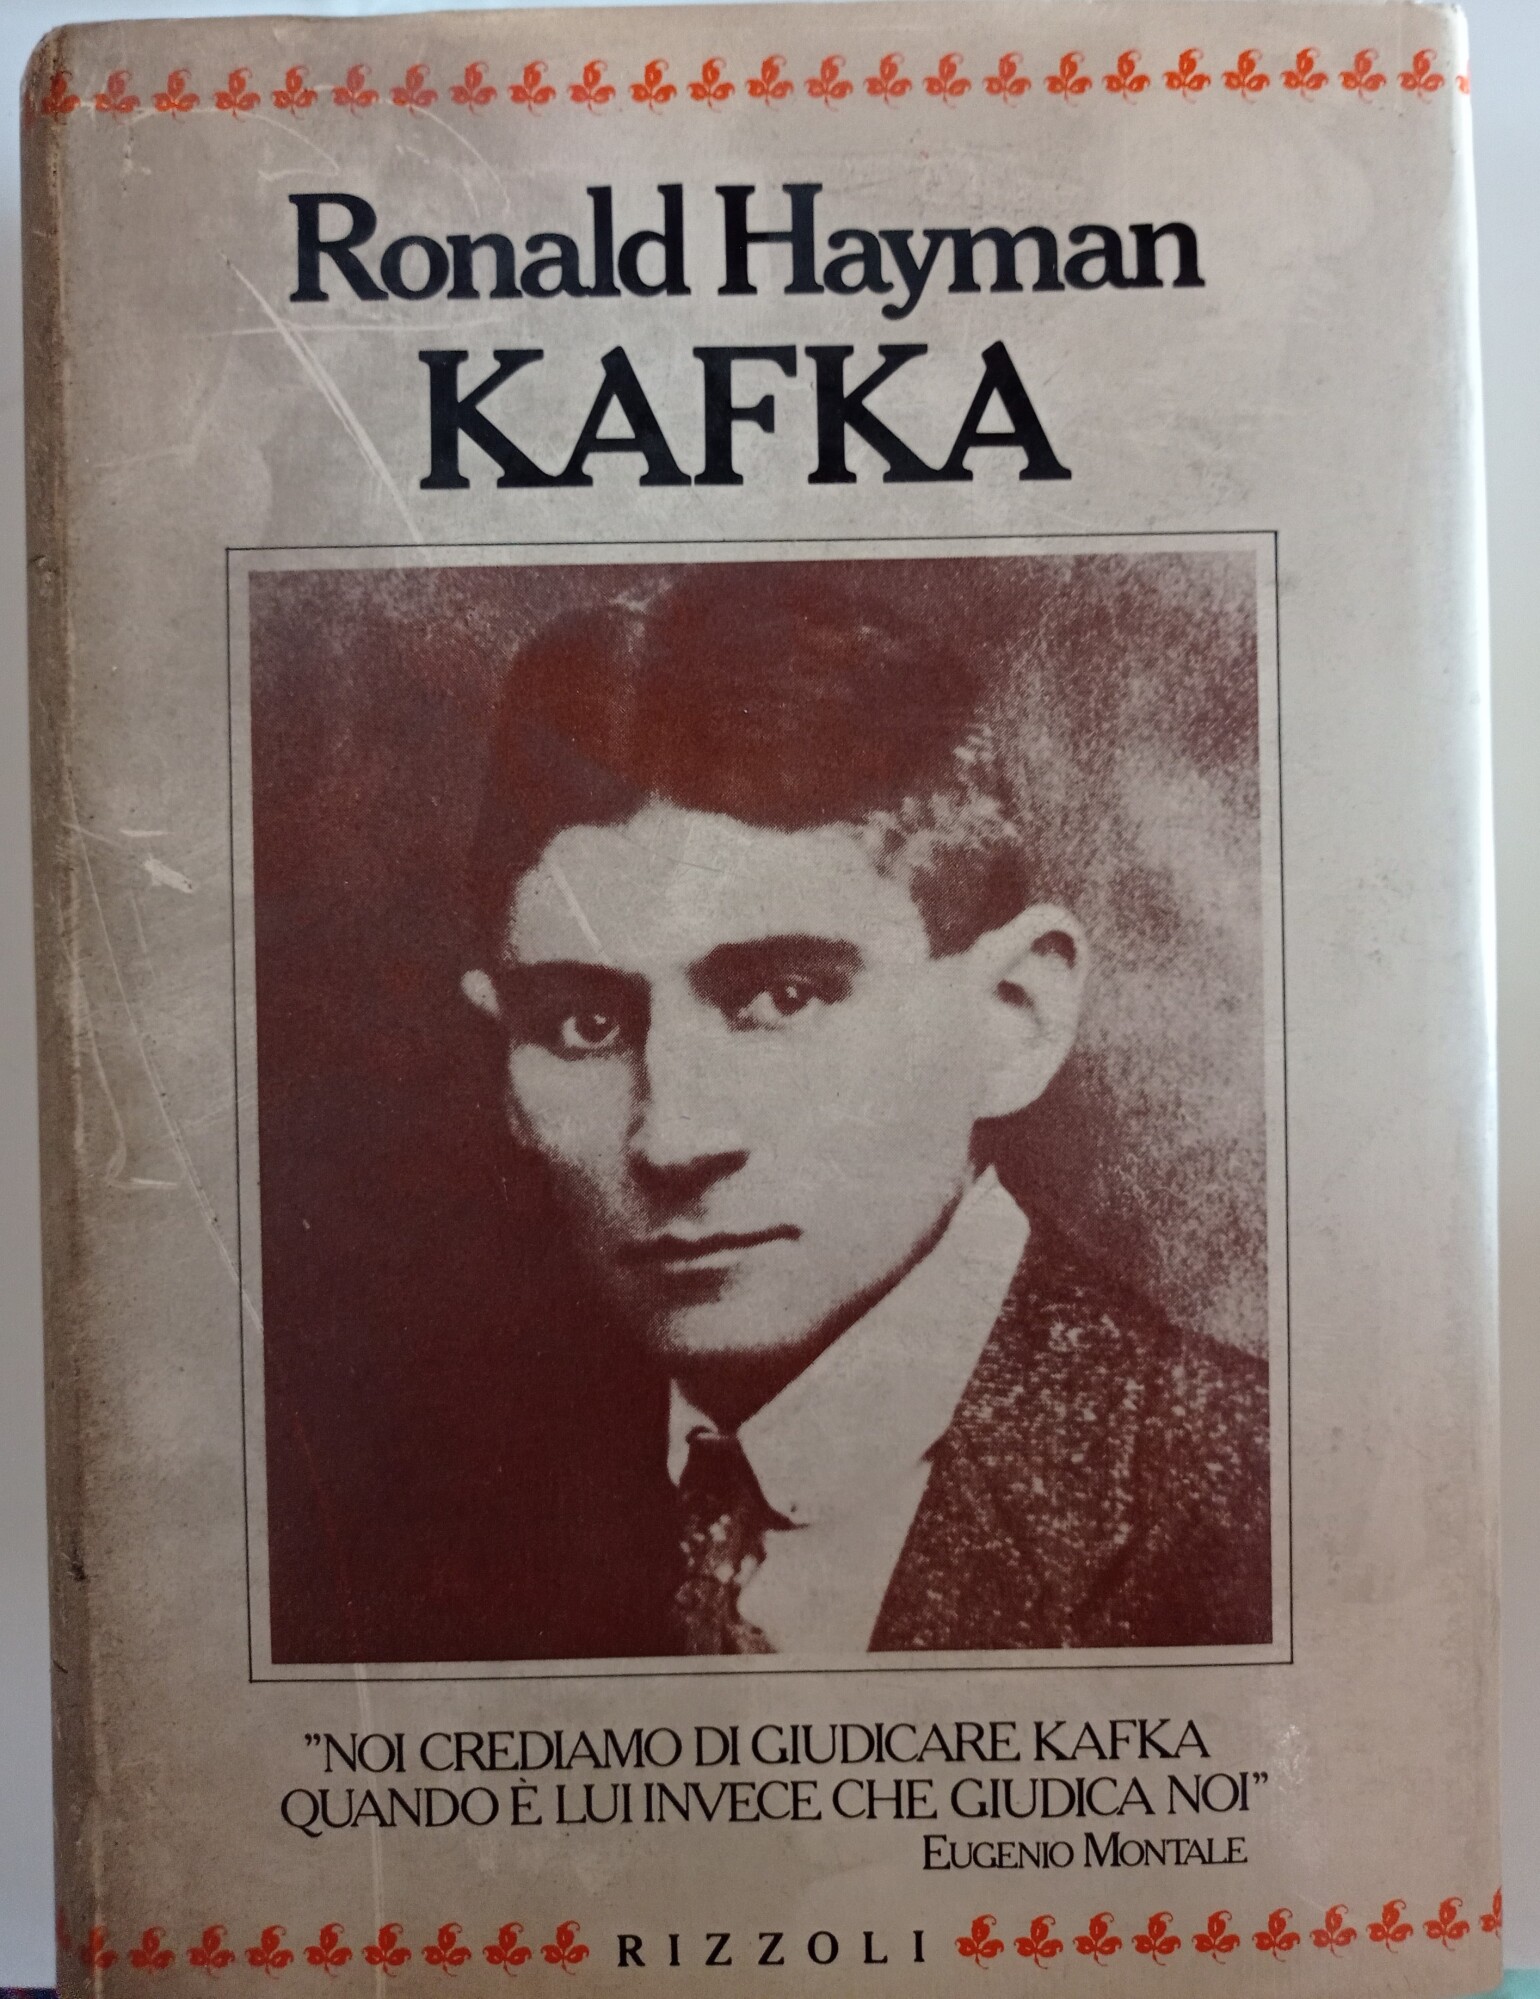 Ronald Hayman
KAFKA
”NOI CREDIAMO DI GIUDICARE KAFKA
QUANDO È LUI INVECE CHE GIUDICA NOI”
EUGENIO MONTALE
RIZZOLI